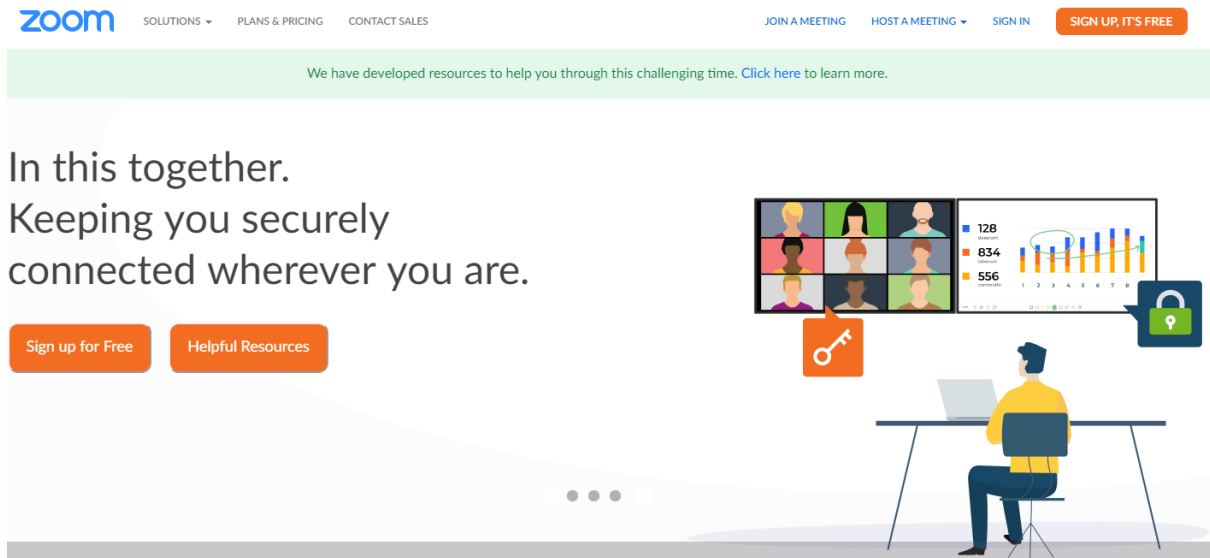 zoom
SOLUTIONS PLANS & PRICING CONTACT SALES JOIN A MEETING HOST A MEETING SIGN IN SIGN UP, IT'S FREE
We have developed resources to help you through this challenging time. Click here to learn more.
In this together.
Keeping you securely
connected wherever you are.
Sign up for Free Helpful Resources
128
834
556
1 2 3 4 5 6 7 8